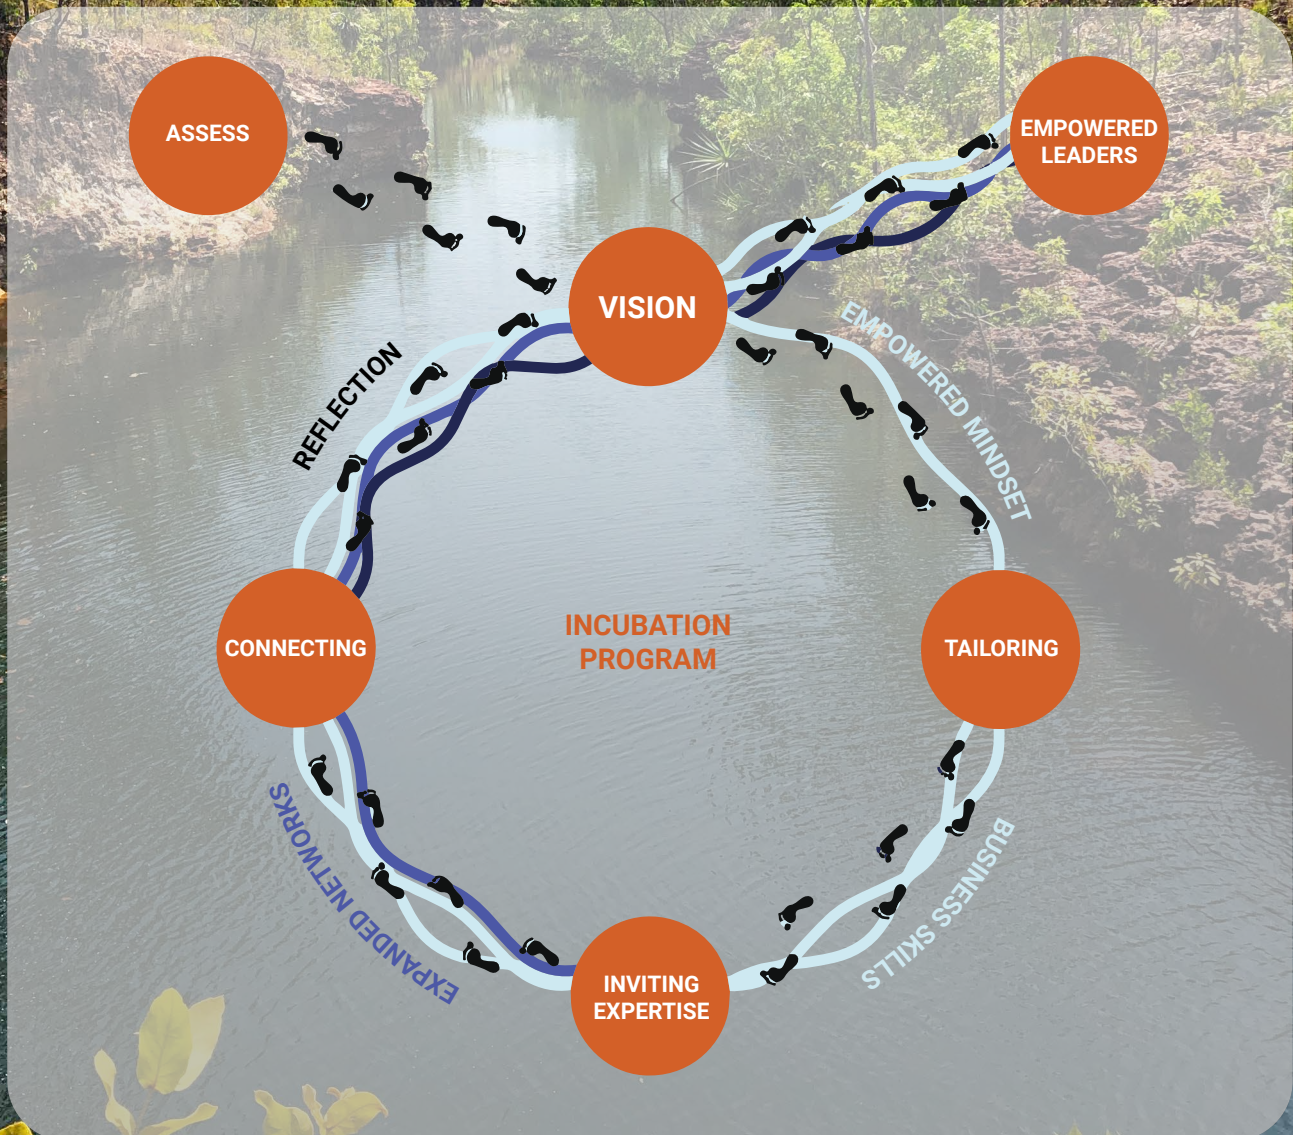 ASSESS
EMPOWERED
LEADERS
VISION
EMPOWERED MINDSET
REFLECTION
CONNECTING
INCUBATION
PROGRAM
TAILORING
EXPANDED NETWORKS
BUSINESS SKILLS
INVITING
EXPERTISE